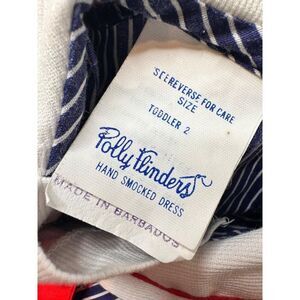 SEE REVERSE FOR CARE
SIZE
TODDLER 2
Polly Flinders
HAND SMOCKED DRESS
MADE IN BARBADOS